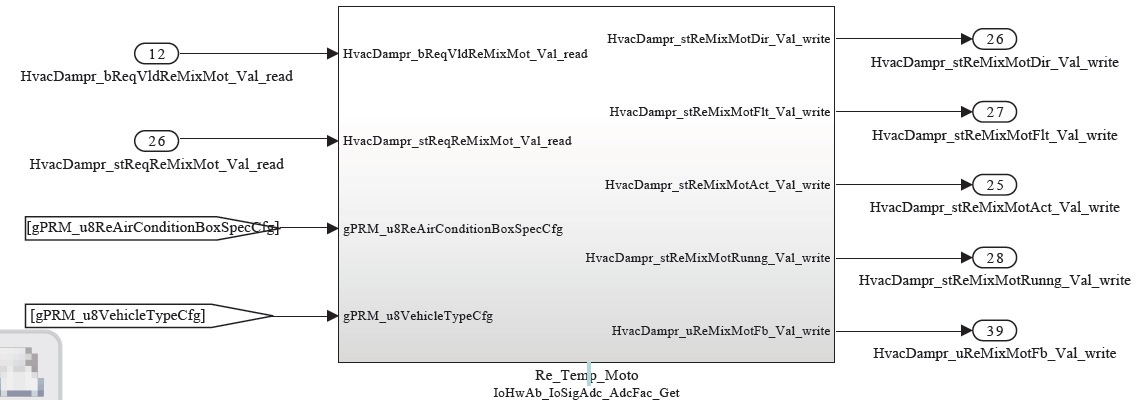 12
HvacDampr_bReqVldReMixMot_Val_read
26
HvacDampr_stReqReMixMot_Val_read
[gPRM_u8ReAirConditionBoxSpecCfg]
[gPRM_u8VehicleTypeCfg]
HvacDampr_bReqVldReMixMot_Val_read
HvacDampr_stReqReMixMot_Val_read
gPRM_u8ReAirConditionBoxSpecCfg
gPRM_u8VehicleTypeCfg
HvacDampr_stReMixMotDir_Val_write
HvacDampr_stReMixMotFlt_Val_write
HvacDampr_stReMixMotAct_Val_write
HvacDampr_stReMixMotRunng_Val_write
HvacDampr_uReMixMotFb_Val_write
26
HvacDampr_stReMixMotDir_Val_write
27
HvacDampr_stReMixMotFlt_Val_write
25
HvacDampr_stReMixMotAct_Val_write
28
HvacDampr_stReMixMotRunng_Val_write
39
HvacDampr_uReMixMotFb_Val_write
Re_Temp_Moto
IoHwAb_IoSigAdc_AdcFac_Get